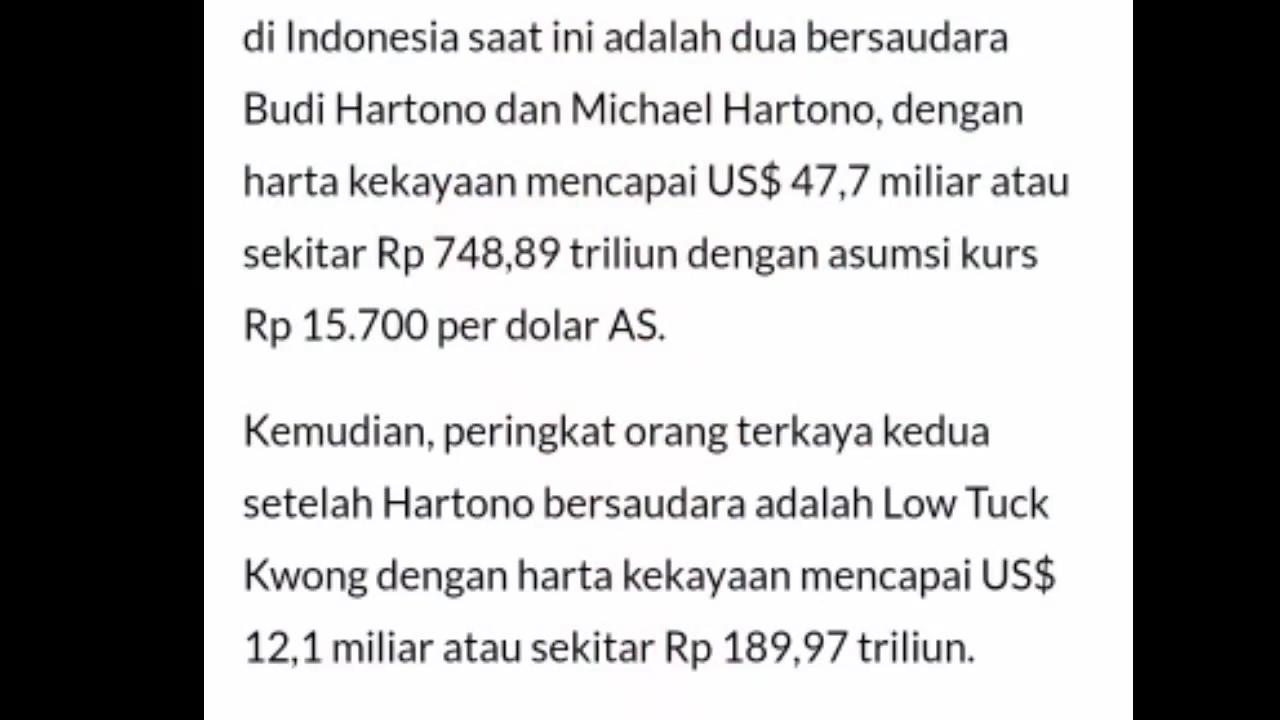 di Indonesia saat ini adalah dua bersaudara
Budi Hartono dan Michael Hartono, dengan
harta kekayaan mencapai US$ 47,7 miliar atau
sekitar Rp 748,89 triliun dengan asumsi kurs
Rp 15.700 per dolar AS.
Kemudian, peringkat orang terkaya kedua
setelah Hartono bersaudara adalah Low Tuck
Kwong dengan harta kekayaan mencapai US$
12,1 miliar atau sekitar Rp 189,97 triliun.